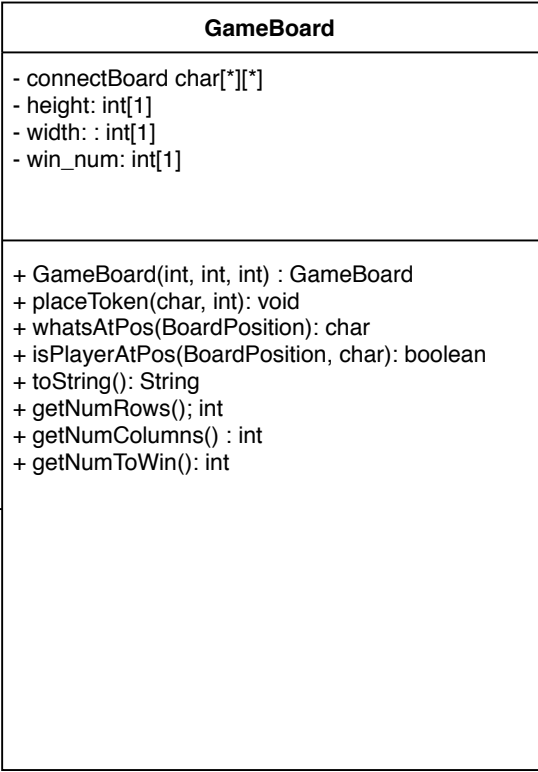 GameBoard
- connectBoard char[*][*]
- height: int[1]
- width: : int[1]
- win_num: int[1]
+ GameBoard(int, int, int) : GameBoard
+ placeToken(char, int): void
+ whatsAtPos(BoardPosition): char
+ isPlayerAtPos(BoardPosition, char): boolean
+ toString(): String
+ getNumRows(); int
+ getNumColumns() : int
+ getNumToWin(): int